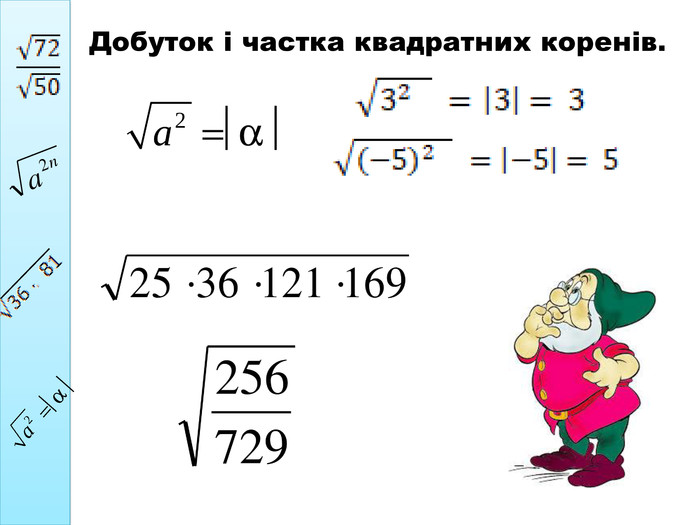 Добуток і частка квадратних коренів.
√72
√50
√a²ⁿ
√36 · 81
√a² =|α|
√a² =|α|
√3² = |3| = 3
√(−5)² = |−5| = 5
√25 ·36 ·121 ·169
√256
729